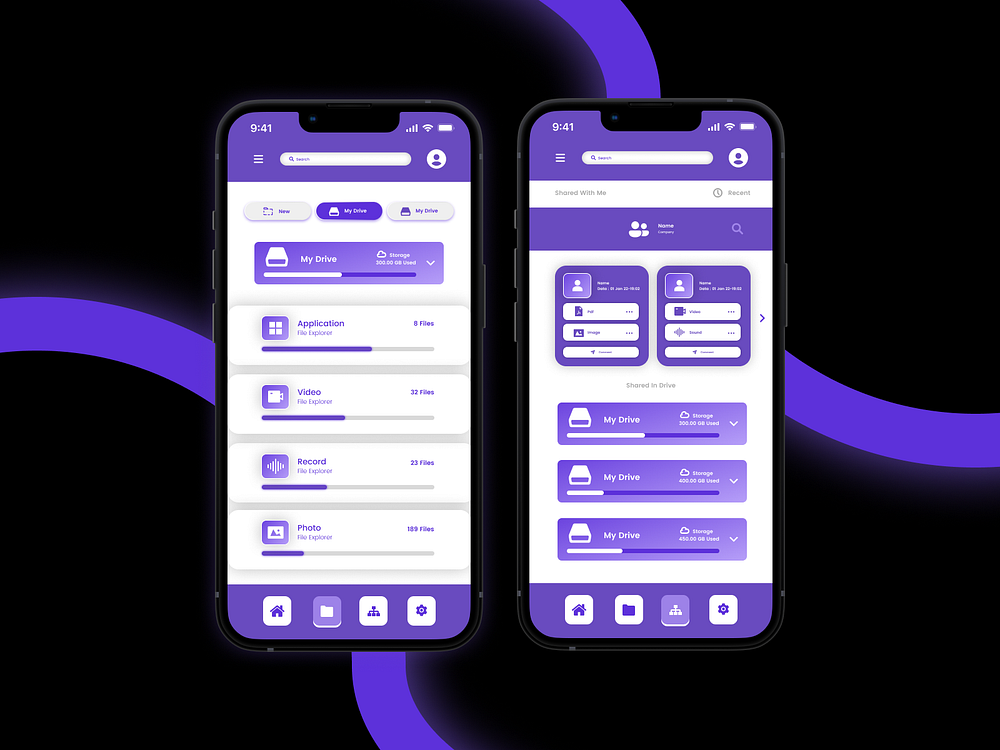 9:41
Search
New
My Drive
My Drive
My Drive
Storage
300.00 GB Used
Application
File Explorer
8 Files
Video
File Explorer
32 Files
Record
File Explorer
23 Files
Photo
File Explorer
189 Files
9:41
Search
Shared With Me
Recent
Name
Company
Name
Date : 01 Jan 22-19:02
Pdf
Image
Comment
Name
Date : 01 Jan 22-19:02
Video
Sound
Comment
Shared In Drive
My Drive
Storage
300.00 GB Used
My Drive
Storage
400.00 GB Used
My Drive
Storage
450.00 GB Used